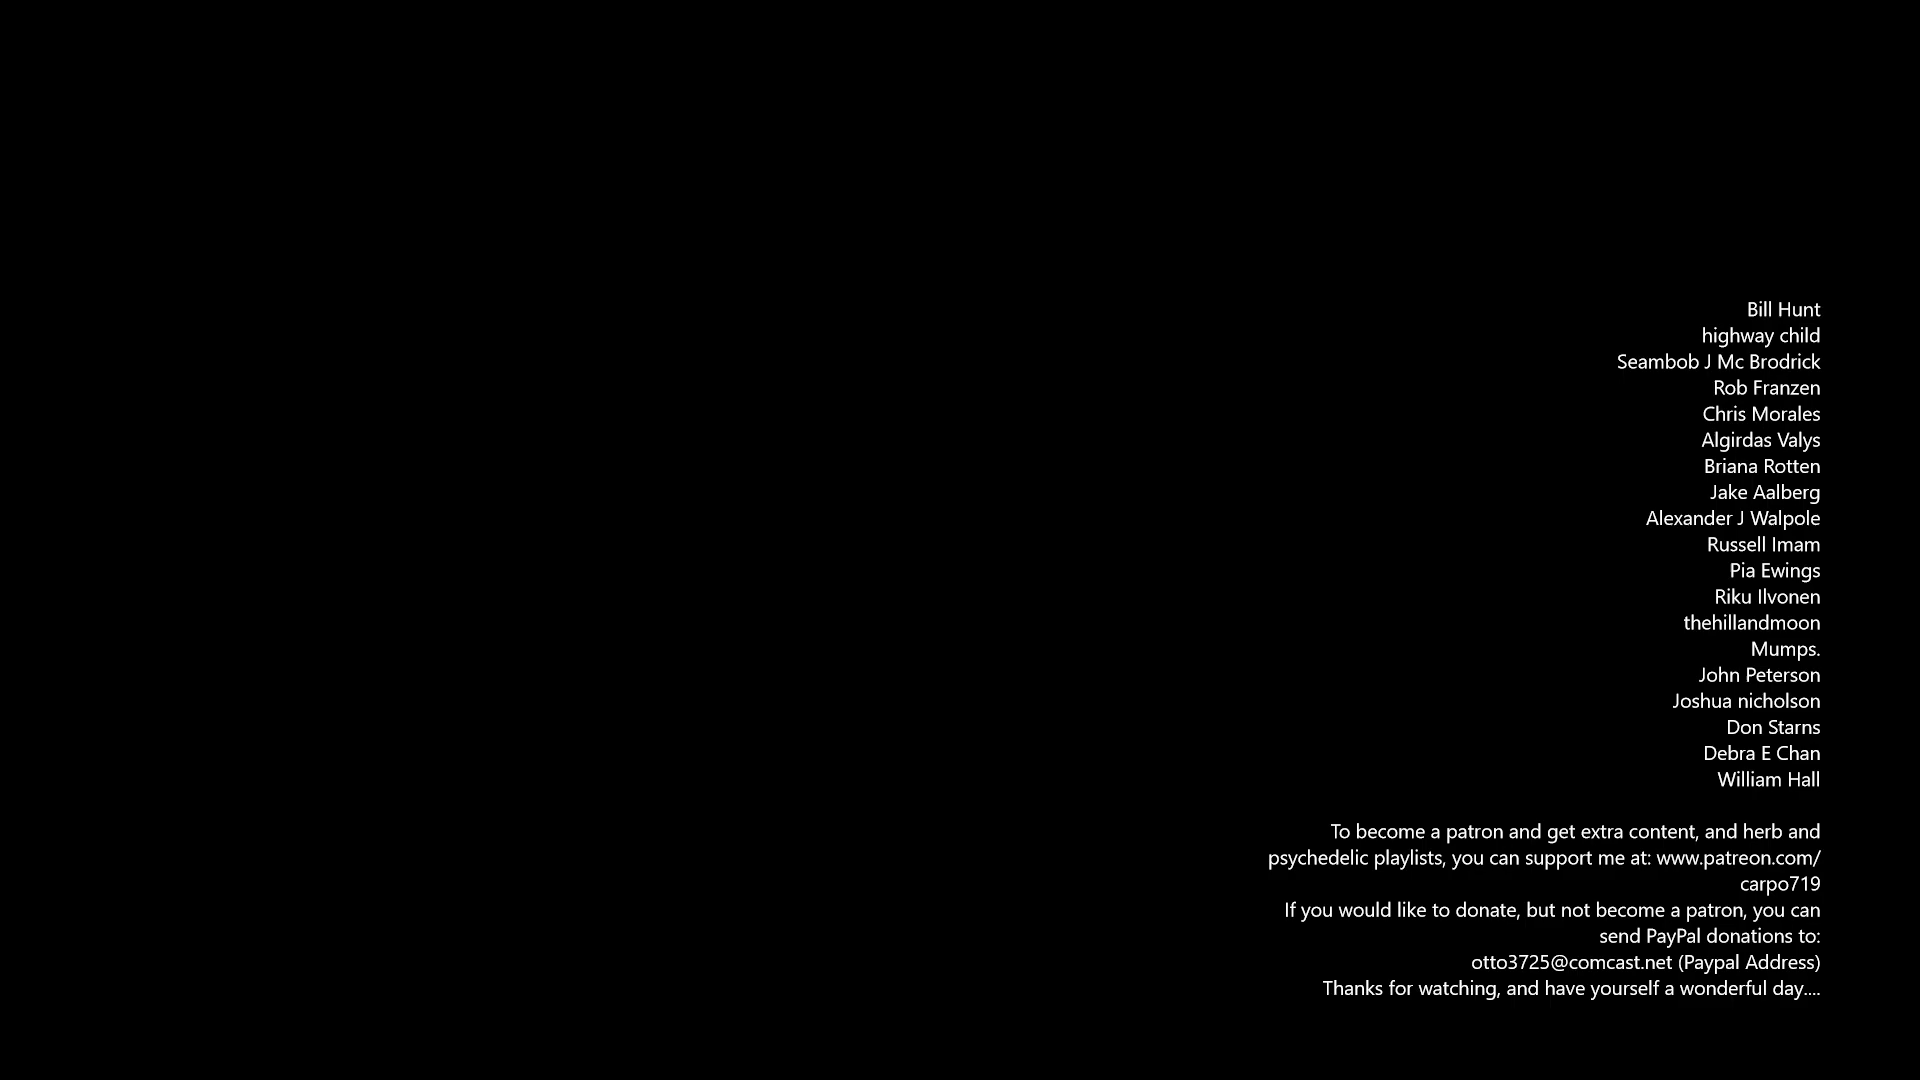 Bill Hunt
highway child
Seambob J Mc Brodrick
Rob Franzen
Chris Morales
Algirdas Valys
Briana Rotten
Jake Aalberg
Alexander J Walpole
Russell Imam
Pia Ewings
Riku Ilvonen
thehillandmoon
Mumps.
John Peterson
Joshua nicholson
Don Starns
Debra E Chan
William Hall
To become a patron and get extra content, and herb and
psychedelic playlists, you can support me at: www.patreon.com/
carpo719
If you would like to donate, but not become a patron, you can
send PayPal donations to:
otto3725@comcast.net (Paypal Address)
Thanks for watching, and have yourself a wonderful day....